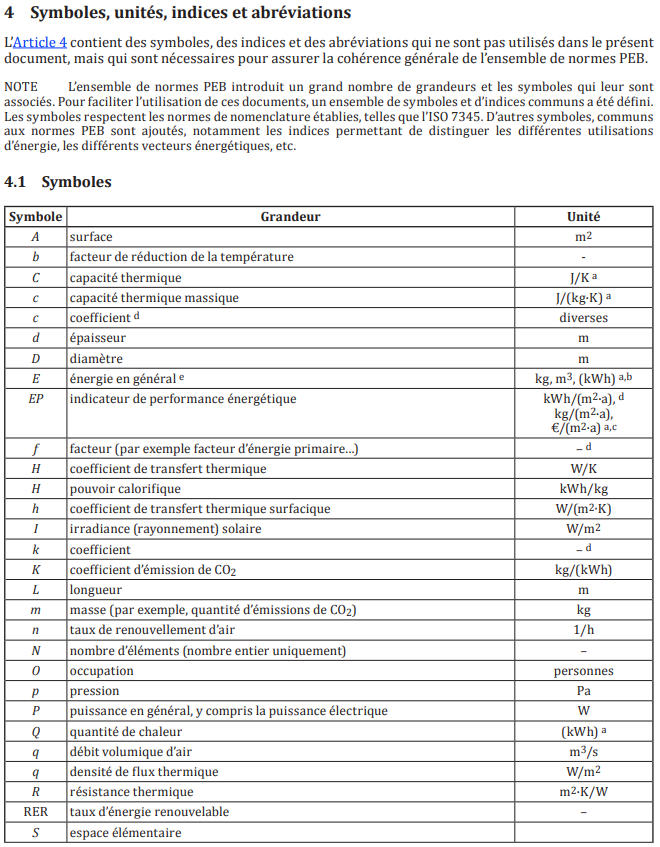 4 Symboles, unités, indices et abréviations
L’Article 4 contient des symboles, des indices et des abréviations qui ne sont pas utilisés dans le présent
document, mais qui sont nécessaires pour assurer la cohérence générale de l’ensemble de normes PEB.
NOTE L’ensemble de normes PEB introduit un grand nombre de grandeurs et les symboles qui leur sont
associés. Pour faciliter l’utilisation de ces documents, un ensemble de symboles et d’indices communs a été défini.
Les symboles respectent les normes de nomenclature établies, telles que l’ISO 7345. D’autres symboles, communs
aux normes PEB sont ajoutés, notamment les indices permettant de distinguer les différentes utilisations
d’énergie, les différents vecteurs énergétiques, etc.
4.1 Symboles
Symbole Grandeur Unité
A surface m²
b facteur de réduction de la température -
C capacité thermique J/K a
c capacité thermique massique J/(kg·K) a
c coefficient d diverses
d épaisseur m
D diamètre m
E énergie en général e kg, m³, (kWh) a,b
EP indicateur de performance énergétique kWh/(m²·a), d
kg/(m²·a),
€/(m²·a) a,c
f facteur (par exemple facteur d’énergie primaire…) – d
H coefficient de transfert thermique W/K
H pouvoir calorifique kWh/kg
h coefficient de transfert thermique surfacique W/(m²·K)
I irradiance (rayonnement) solaire W/m²
k coefficient – d
K coefficient d’émission de CO₂ kg/(kWh)
L longueur m
m masse (par exemple, quantité d’émissions de CO₂) kg
n taux de renouvellement d’air 1/h
N nombre d’éléments (nombre entier uniquement) –
O occupation personnes
p pression Pa
P puissance en général, y compris la puissance électrique W
Q quantité de chaleur (kWh) a
q débit volumique d’air m³/s
q densité de flux thermique W/m²
R résistance thermique m²·K/W
RER taux d’énergie renouvelable –
S espace élémentaire